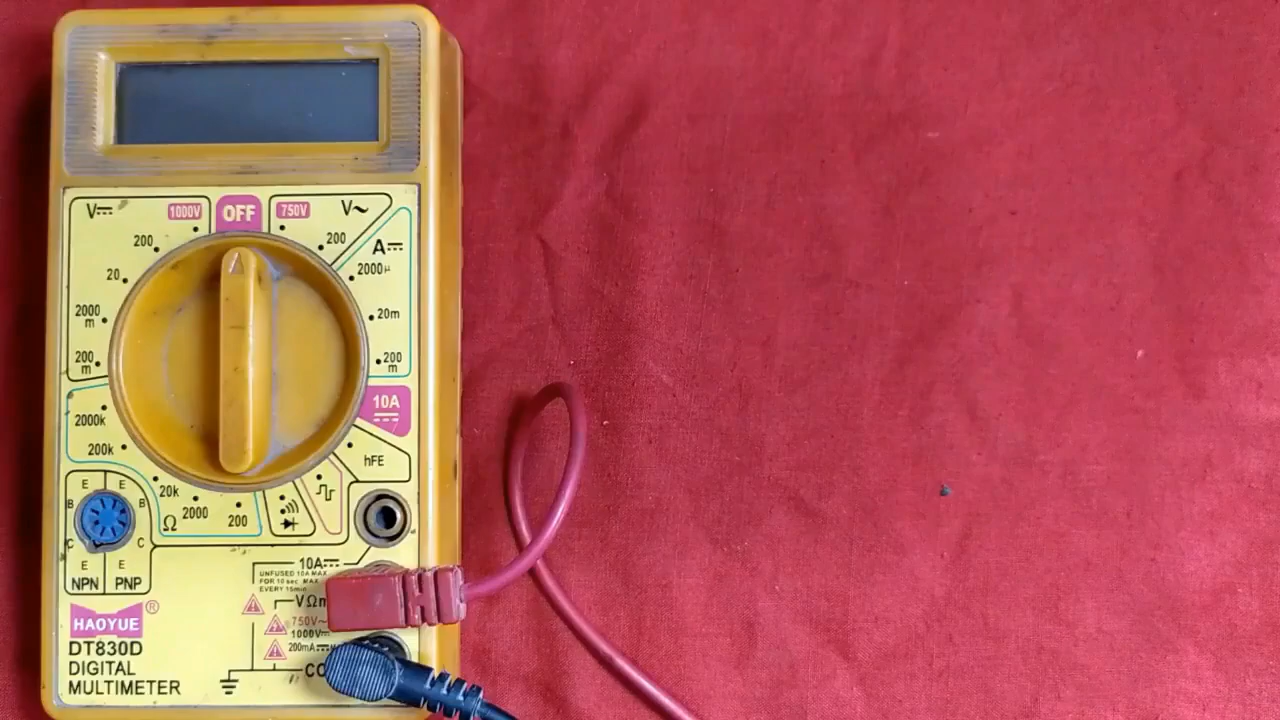 V⎓ 1000V OFF 750V V~
200 200 A⎓
20 2000µ
2000
m 20m
200
m 200
m
2000k 10A
200k hFE
20k
Ω 2000 200
E E
B B
C C
E E
NPN PNP
10A⎓
UNFUSED 10A MAX
FOR 10 sec MAX
EVERY 15min
VΩm
750V~
1000V⎓
200mA⎓
HAOYUE ®
DT830D
DIGITAL
MULTIMETER